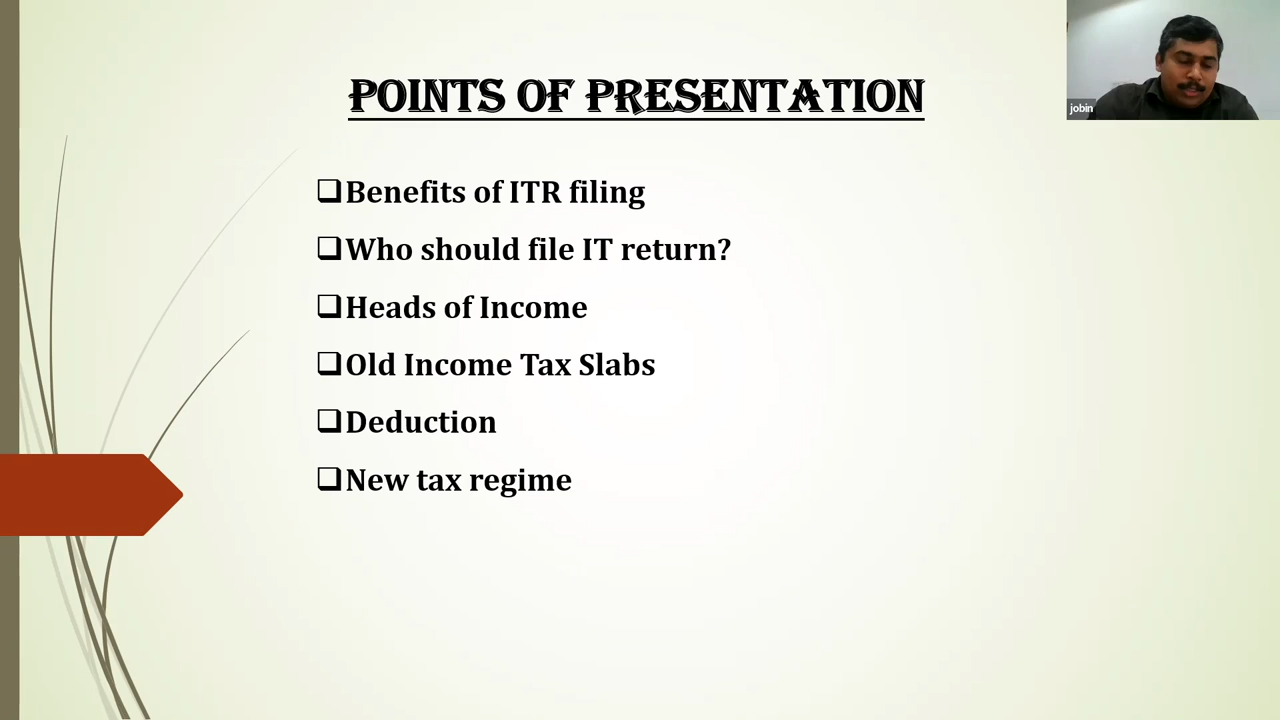 POINTS OF PRESENTATION
jobin
Benefits of ITR filing
Who should file IT return?
Heads of Income
Old Income Tax Slabs
Deduction
New tax regime